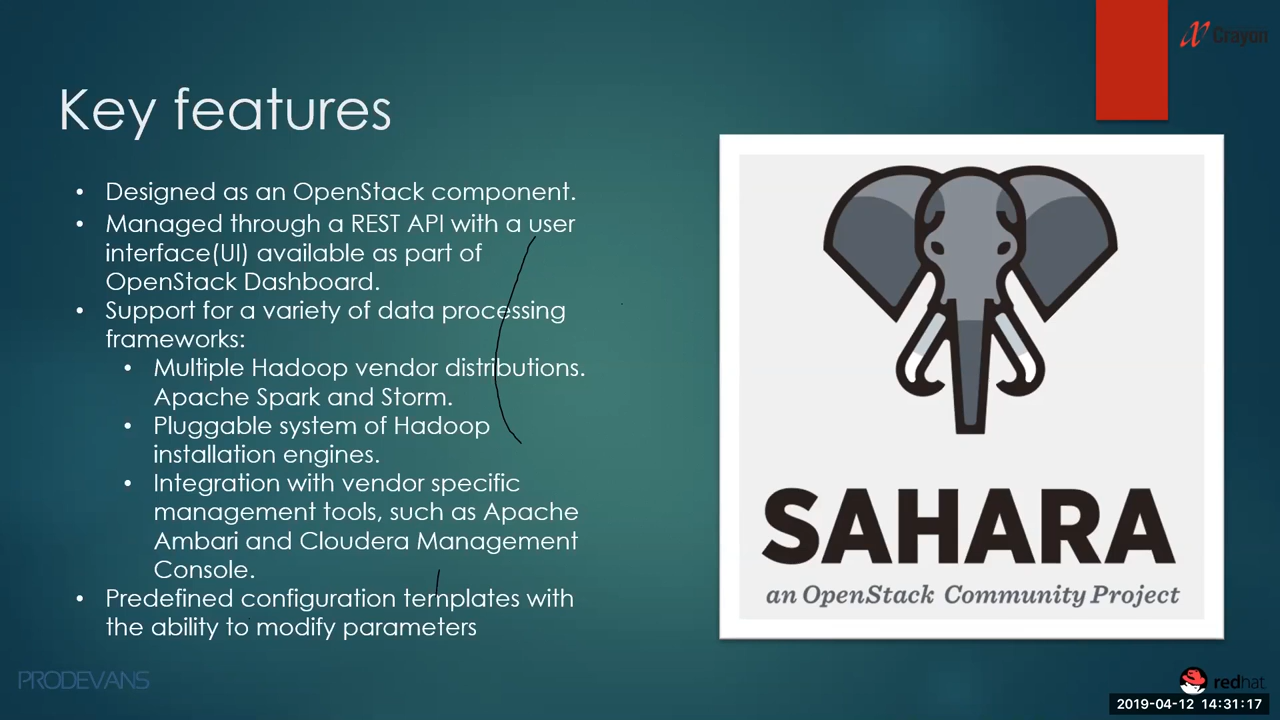 Crayon
Key features
• Designed as an OpenStack component.
• Managed through a REST API with a user
interface(UI) available as part of
OpenStack Dashboard.
• Support for a variety of data processing
frameworks:
• Multiple Hadoop vendor distributions.
Apache Spark and Storm.
• Pluggable system of Hadoop
installation engines.
• Integration with vendor specific
management tools, such as Apache
Ambari and Cloudera Management
Console.
• Predefined configuration templates with
the ability to modify parameters
SAHARA
an OpenStack Community Project
PRODEVANS
redhat
2019-04-12 14:31:17